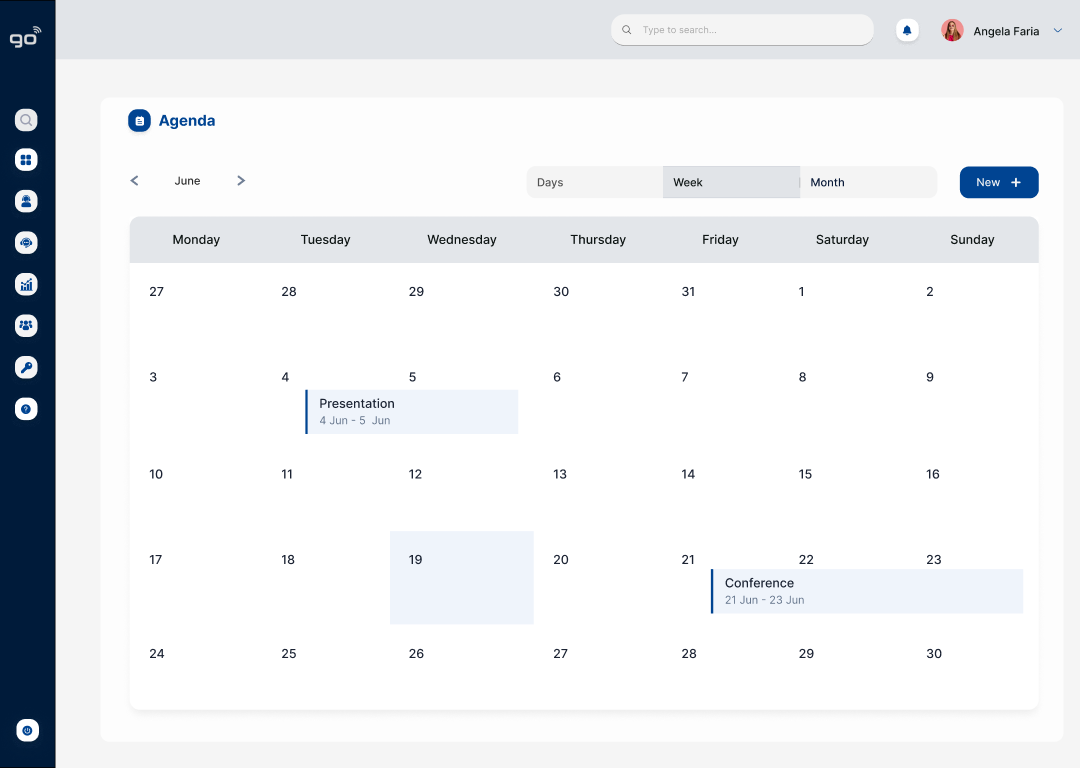 go
Type to search...
Angela Faria
Agenda
June
Days Week Month
New +
Monday Tuesday Wednesday Thursday Friday Saturday Sunday
27 28 29 30 31 1 2
3 4 5 6 7 8 9
Presentation
4 Jun - 5 Jun
10 11 12 13 14 15 16
17 18 19 20 21 22 23
Conference
21 Jun - 23 Jun
24 25 26 27 28 29 30